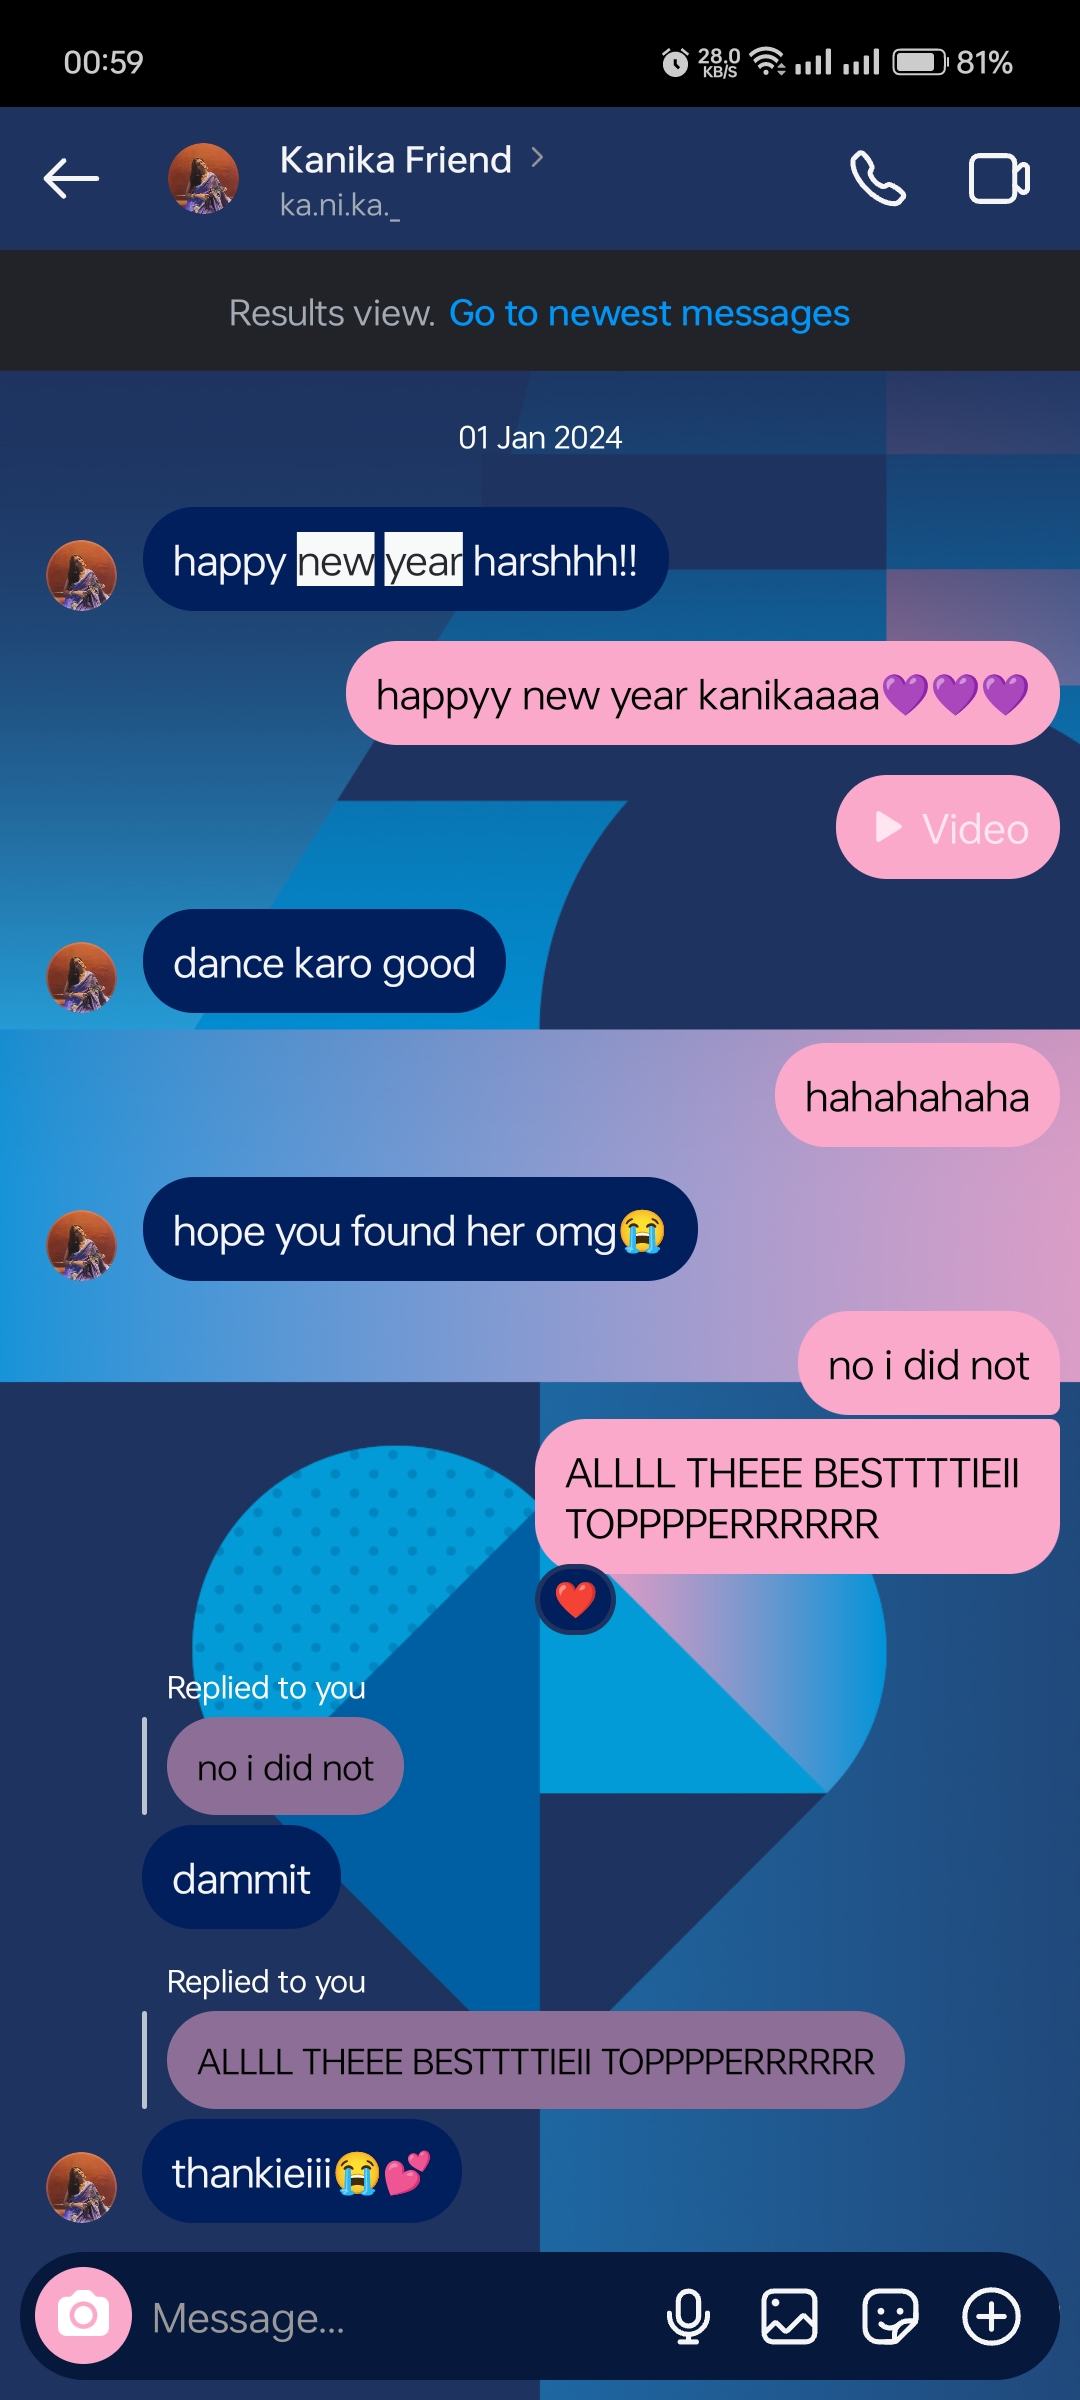 00:59
28.0
KB/S
81%
Kanika Friend
ka.ni.ka._
Results view. Go to newest messages
01 Jan 2024
happy new year harshhh!!
happyy new year kanikaaaa💜💜💜
Video
dance karo good
hahahahaha
hope you found her omg😭
no i did not
ALLLL THEEE BESTTTTIEII
TOPPPPERRRRRR
❤️
Replied to you
no i did not
dammit
Replied to you
ALLLL THEEE BESTTTTIEII TOPPPPERRRRRR
thankieiii😭💕
Message...